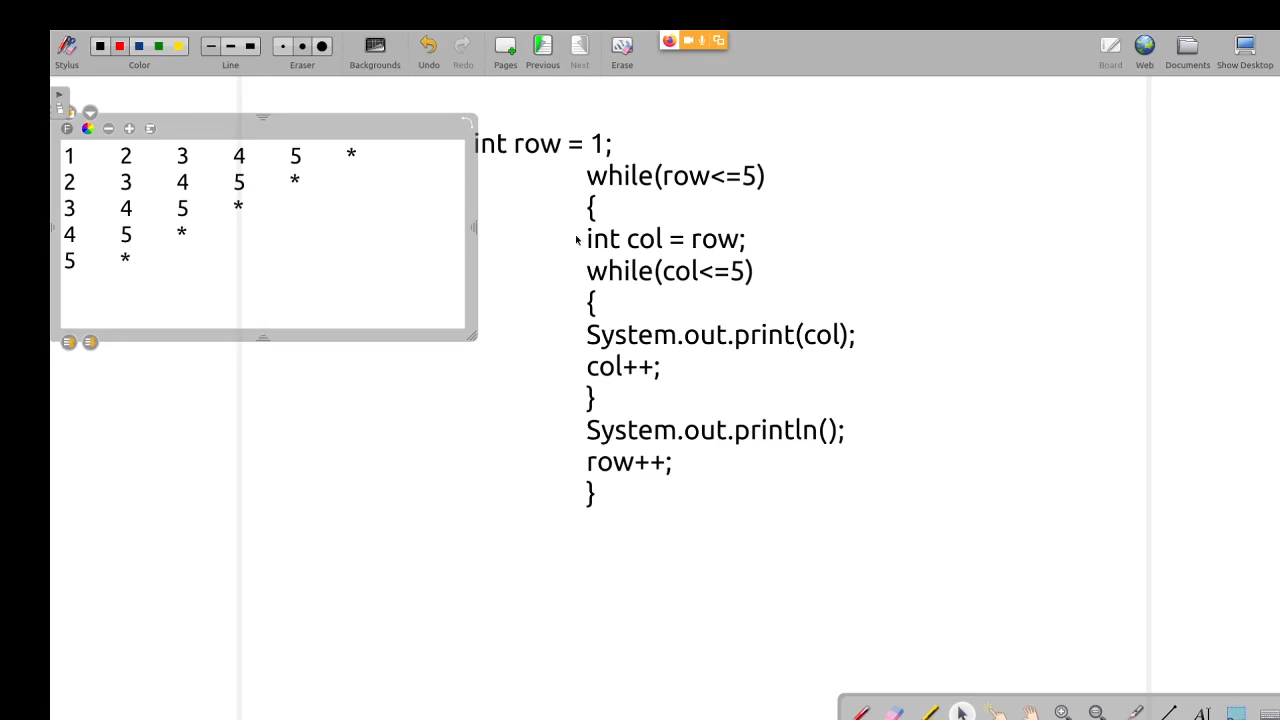 Stylus
Color
Line
Eraser
Backgrounds
Undo
Redo
Pages
Previous
Next
Erase
Board
Web
Documents
Show Desktop
F
1 2 3 4 5 *
2 3 4 5 *
3 4 5 *
4 5 *
5 *
int row = 1;
while(row<=5)
{
int col = row;
while(col<=5)
{
System.out.print(col);
col++;
}
System.out.println();
row++;
}